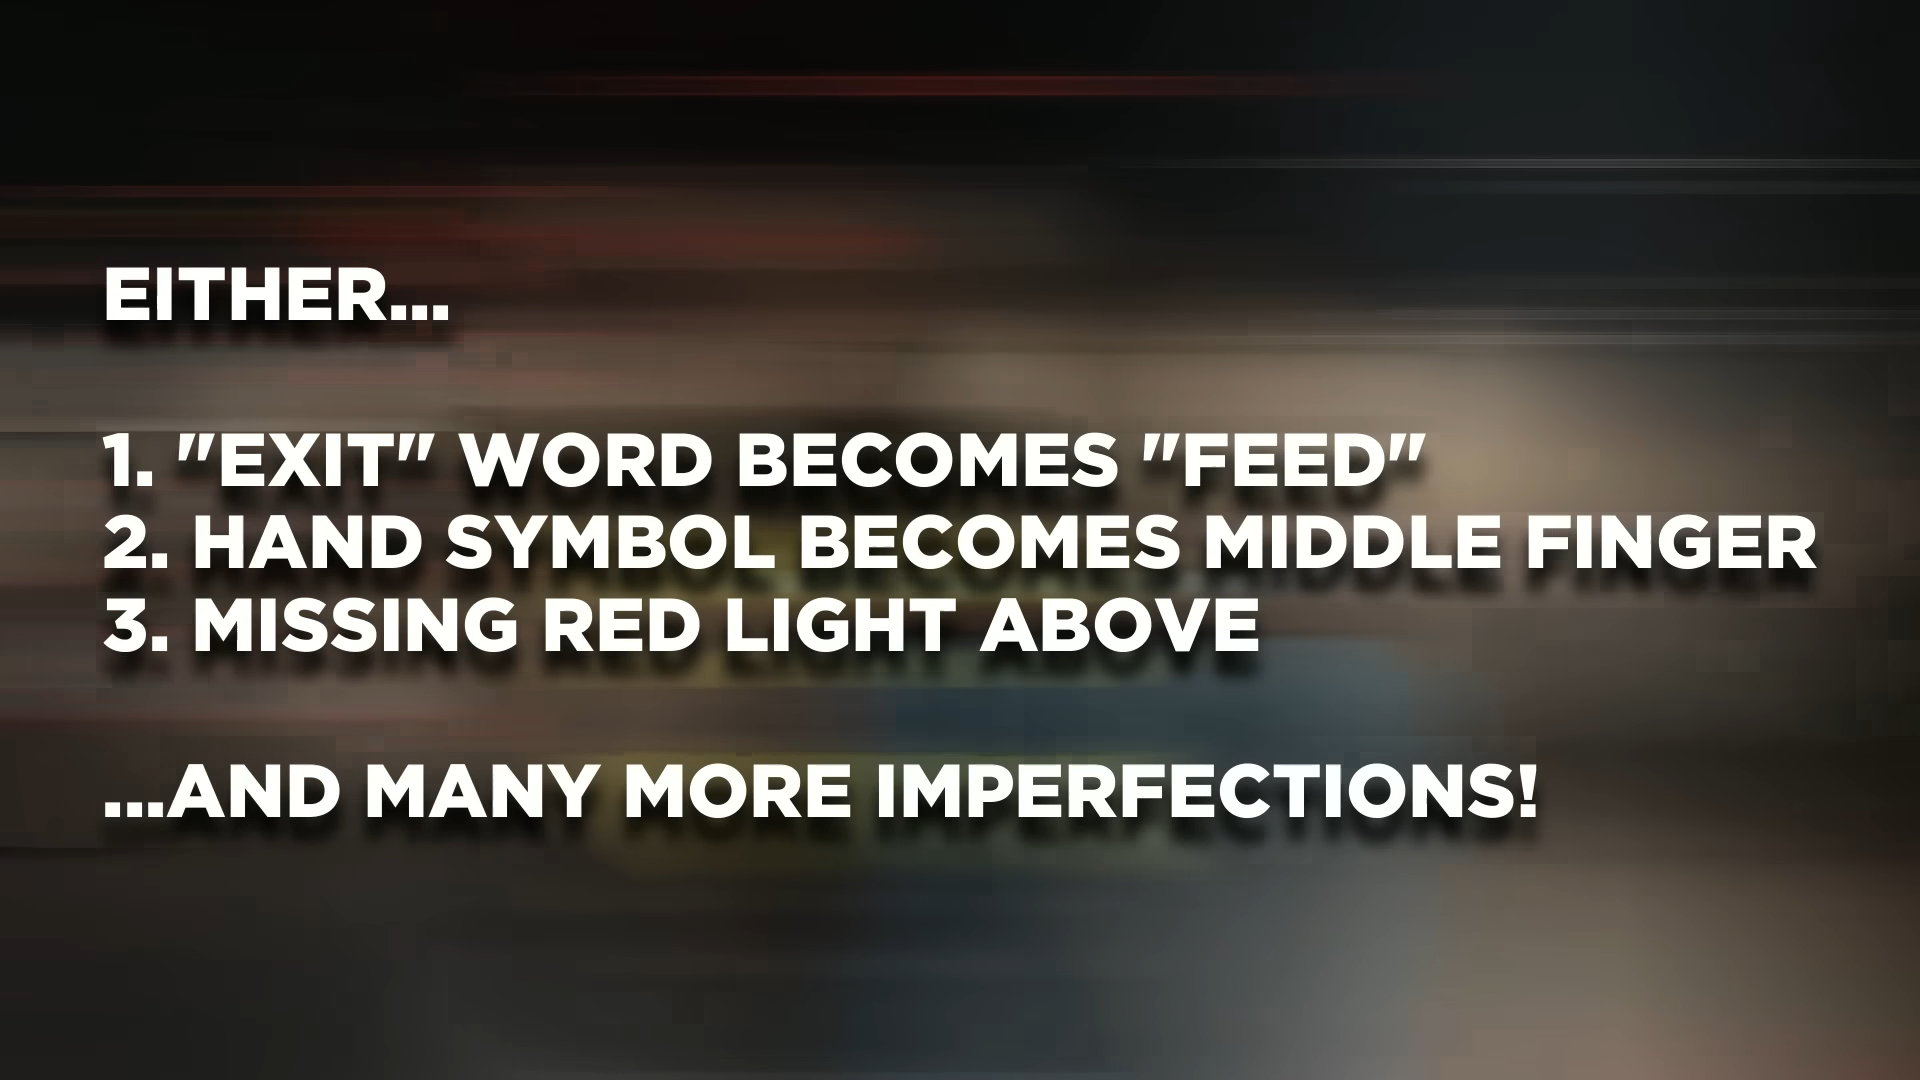 EITHER...
1. "EXIT" WORD BECOMES "FEED"
2. HAND SYMBOL BECOMES MIDDLE FINGER
3. MISSING RED LIGHT ABOVE
...AND MANY MORE IMPERFECTIONS!